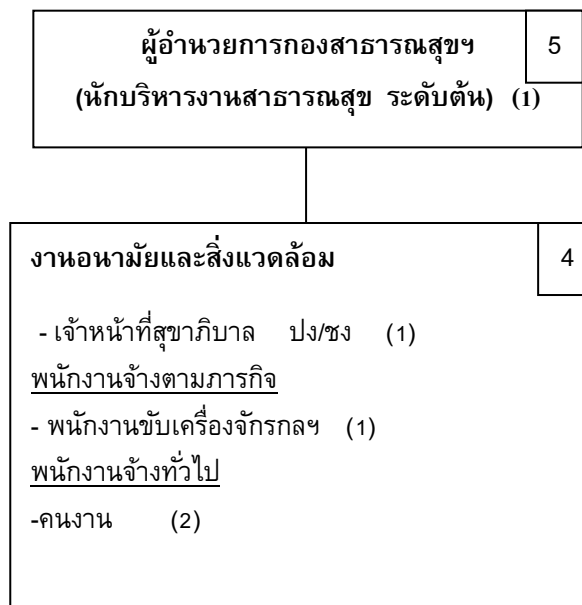 ผู้อำนวยการกองสาธารณสุขฯ 5
(นักบริหารงานสาธารณสุข ระดับต้น) (1)
งานอนามัยและสิ่งแวดล้อม 4
- เจ้าหน้าที่สุขาภิบาล ปง/ชง (1)
พนักงานจ้างตามภารกิจ
- พนักงานขับเครื่องจักรกลฯ (1)
พนักงานจ้างทั่วไป
-คนงาน (2)